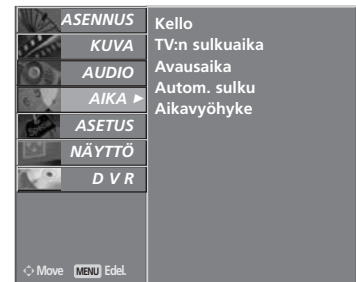 ASENNUS
KUVA
AUDIO
AIKA
ASETUS
NÄYTTÖ
D V R
Move MENU Edel.
Kello
TV:n sulkuaika
Avausaika
Autom. sulku
Aikavyöhyke